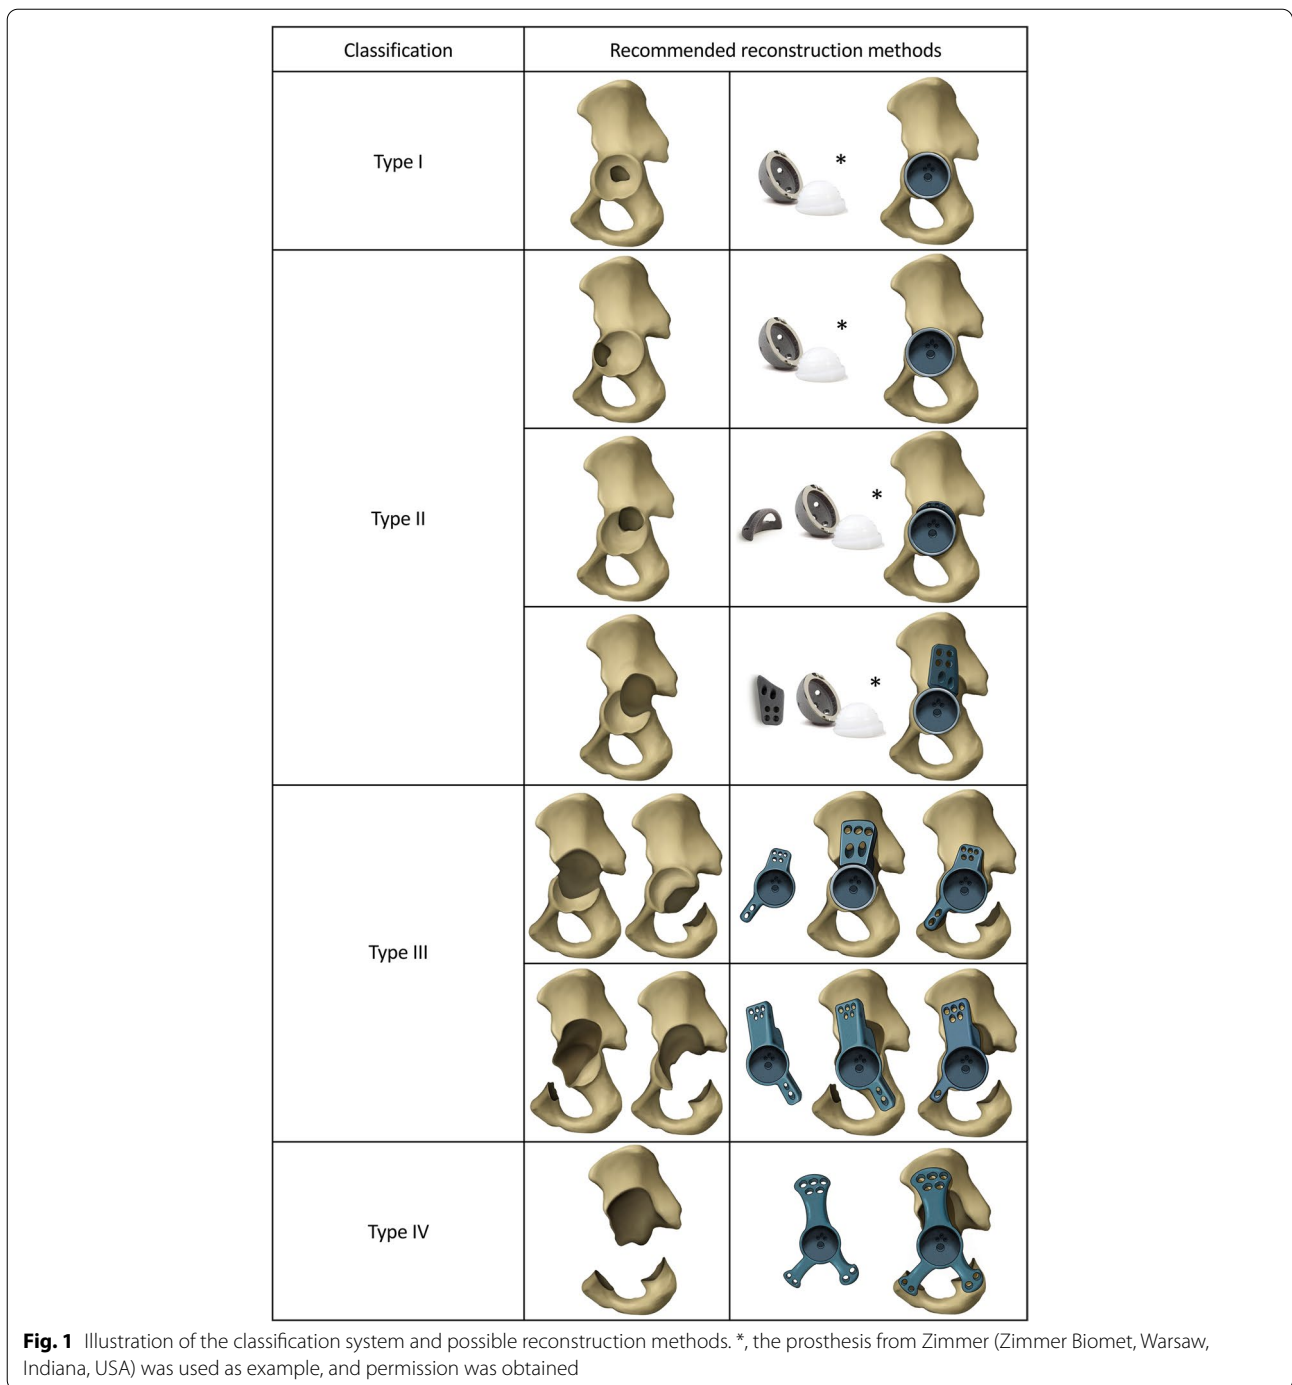 Classification
Recommended reconstruction methods
Type I
*
Type II
*
*
*
Type III
Type IV
Fig. 1 Illustration of the classification system and possible reconstruction methods. *, the prosthesis from Zimmer (Zimmer Biomet, Warsaw,
Indiana, USA) was used as example, and permission was obtained